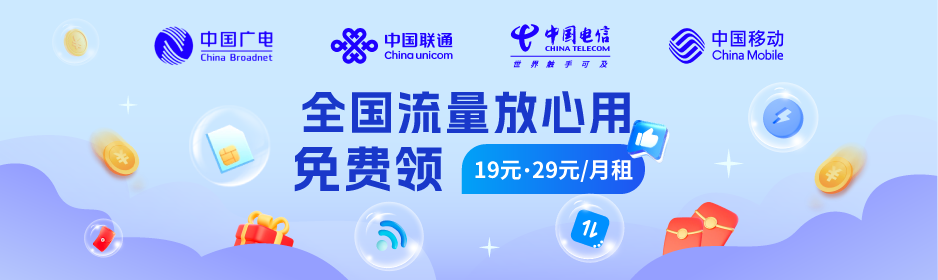 中国广电
China Broadnet
中国联通
China unicom
中国电信
CHINA TELECOM
世界触手可及
中国移动
China Mobile
全国流量放心用
免费领
19元·29元/月租